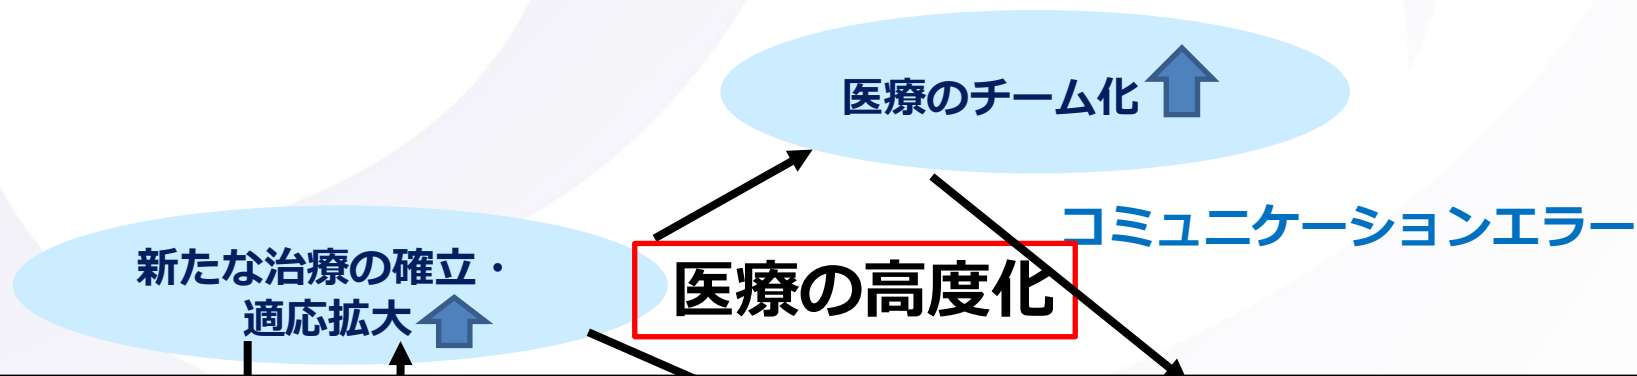 医療のチーム化
コミュニケーションエラー
新たな治療の確立・
適応拡大
医療の高度化